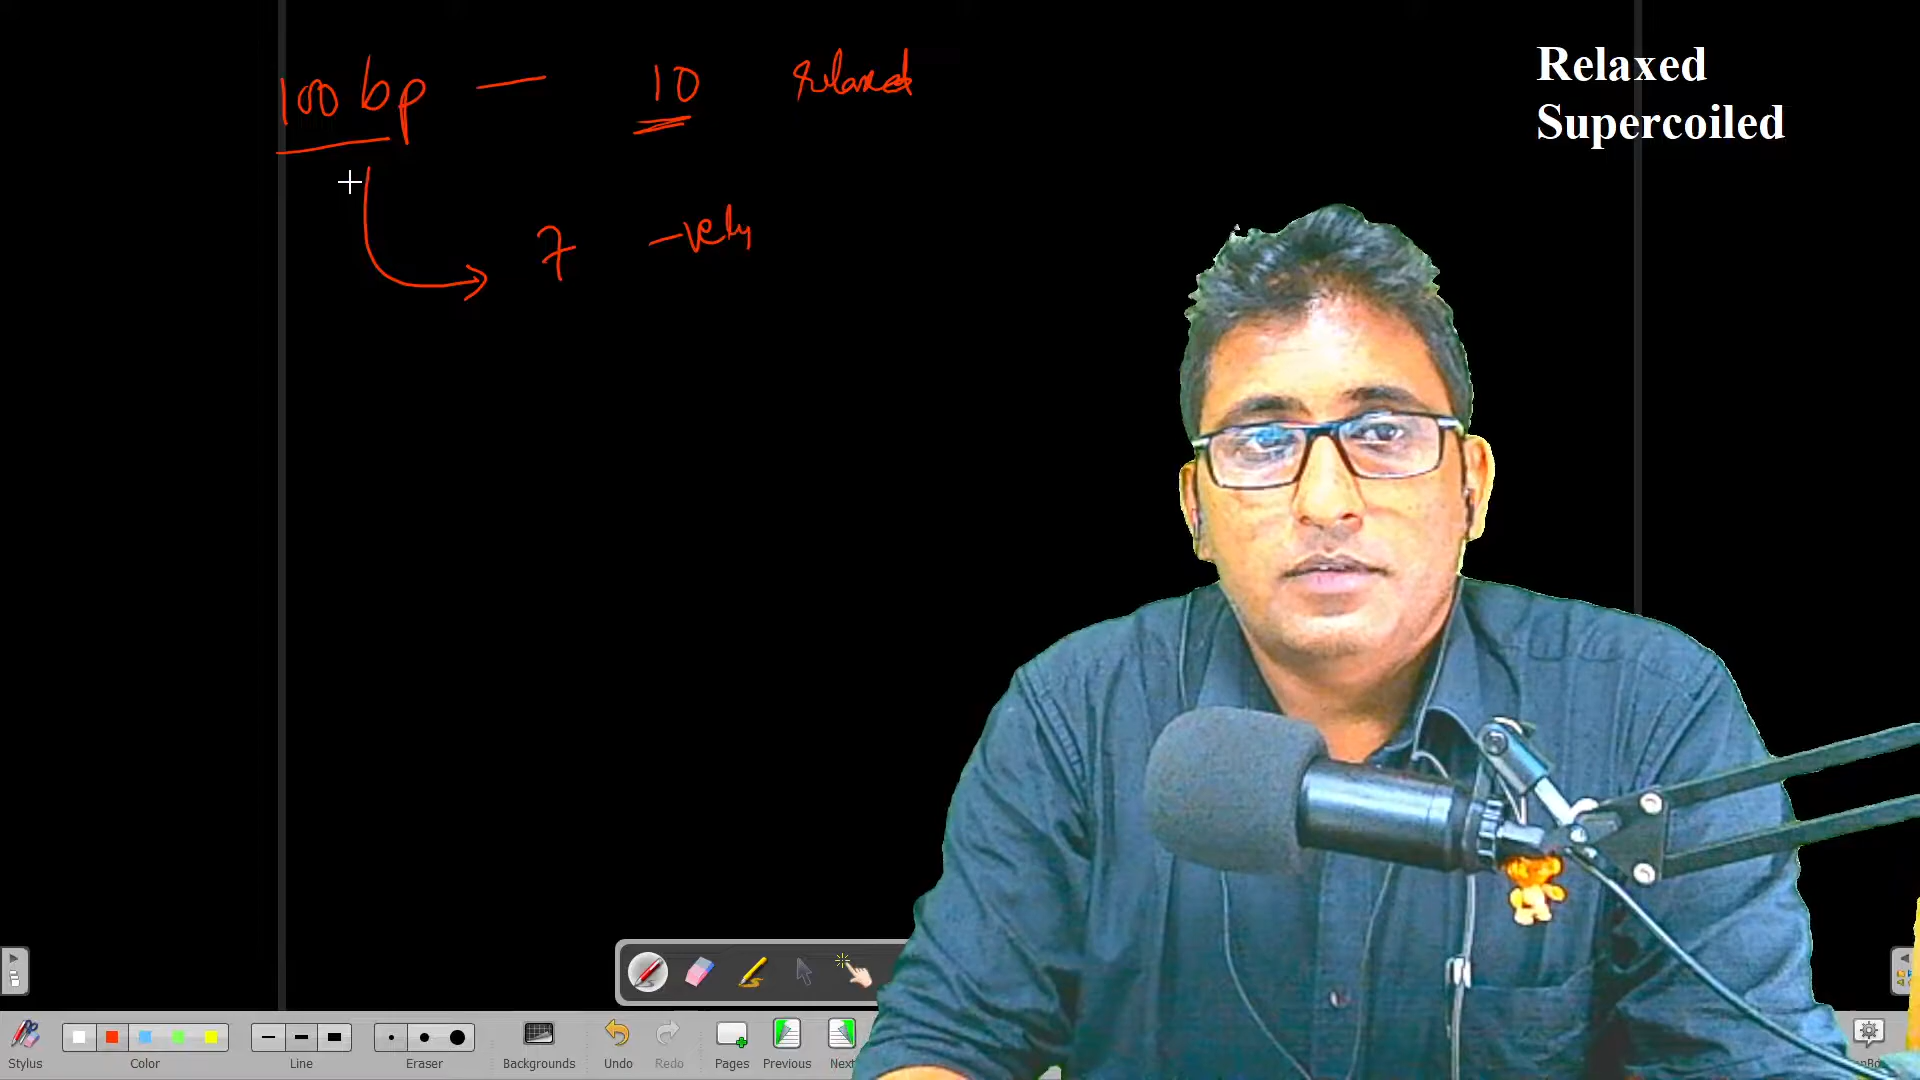 100 bp — 10 relaxed
7 -vely
Relaxed
Supercoiled
Stylus
Color
Line
Eraser
Backgrounds
Undo
Redo
Pages
Previous
Next